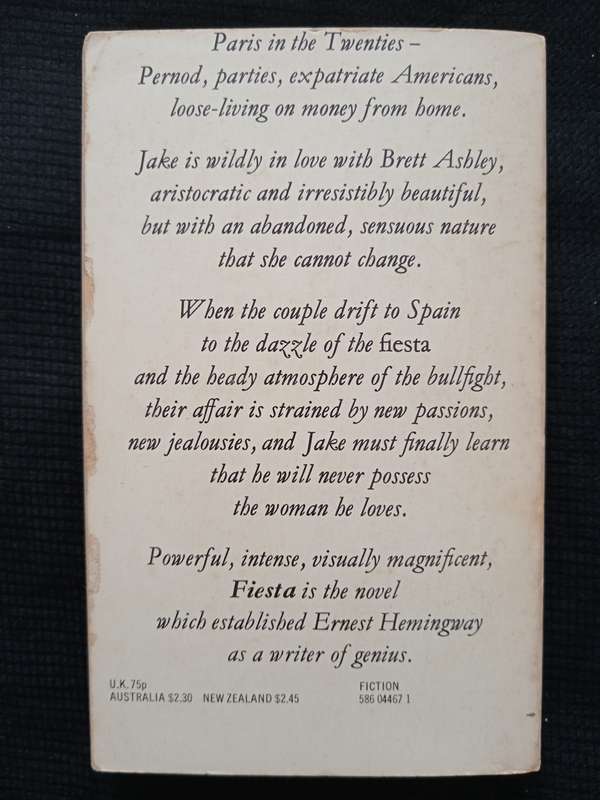 Paris in the Twenties –
Pernod, parties, expatriate Americans,
loose-living on money from home.
Jake is wildly in love with Brett Ashley,
aristocratic and irresistibly beautiful,
but with an abandoned, sensuous nature
that she cannot change.
When the couple drift to Spain
to the dazzle of the fiesta
and the heady atmosphere of the bullfight,
their affair is strained by new passions,
new jealousies, and Jake must finally learn
that he will never possess
the woman he loves.
Powerful, intense, visually magnificent,
Fiesta is the novel
which established Ernest Hemingway
as a writer of genius.
U.K. 75p
AUSTRALIA $2.30 NEW ZEALAND $2.45
FICTION
586 04467 1